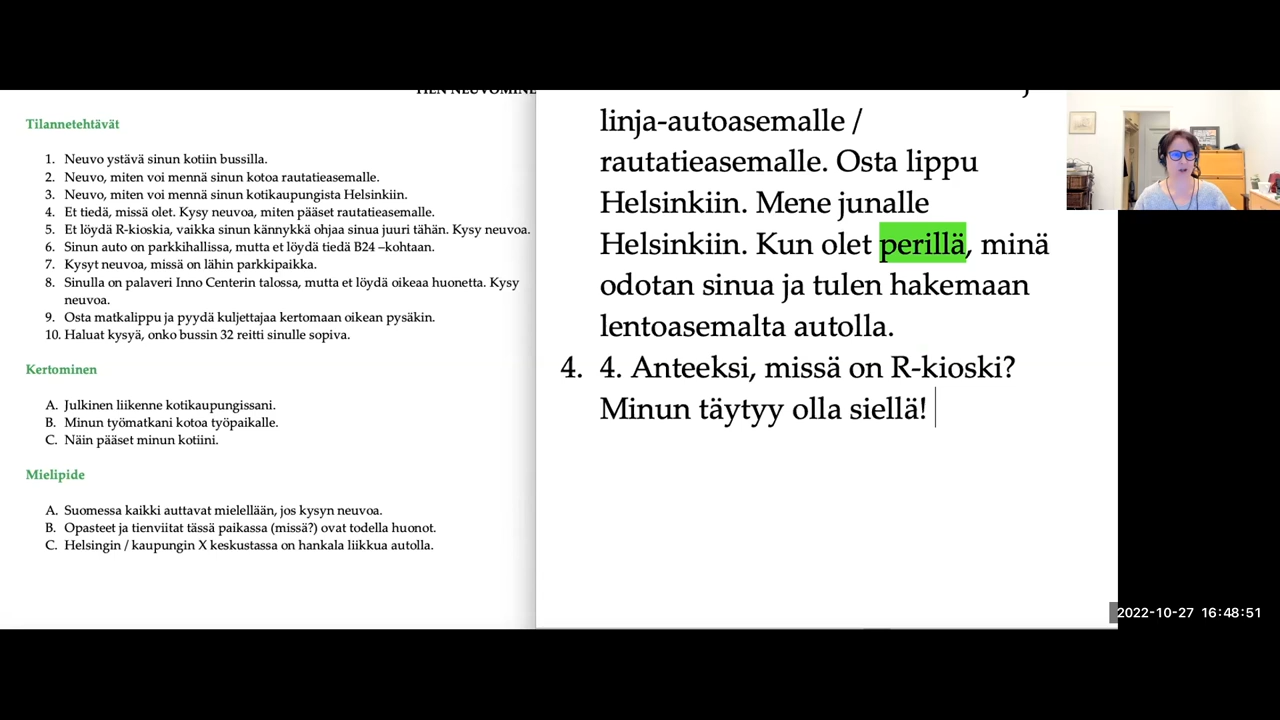 TIEN NEUVOMINE
Tilannetehtävät
1. Neuvo ystävä sinun kotiin bussilla.
2. Neuvo, miten voi mennä sinun kotoa rautatieasemalle.
3. Neuvo, miten voi mennä sinun kotikaupungista Helsinkiin.
4. Et tiedä, missä olet. Kysy neuvoa, miten pääset rautatieasemalle.
5. Et löydä R-kioskia, vaikka sinun kännykkä ohjaa sinua juuri tähän. Kysy neuvoa.
6. Sinun auto on parkkihallissa, mutta et löydä tiedä B24 –kohtaan.
7. Kysyt neuvoa, missä on lähin parkkipaikka.
8. Sinulla on palaveri Inno Centerin talossa, mutta et löydä oikeaa huonetta. Kysy
neuvoa.
9. Osta matkalippu ja pyydä kuljettajaa kertomaan oikean pysäkin.
10. Haluat kysyä, onko bussin 32 reitti sinulle sopiva.
Kertominen
A. Julkinen liikenne kotikaupungissani.
B. Minun työmatkani kotoa työpaikalle.
C. Näin pääset minun kotiini.
Mielipide
A. Suomessa kaikki auttavat mielellään, jos kysyn neuvoa.
B. Opasteet ja tienviitat tässä paikassa (missä?) ovat todella huonot.
C. Helsingin / kaupungin X keskustassa on hankala liikkua autolla.
linja-autoasemalle /
rautatieasemalle. Osta lippu
Helsinkiin. Mene junalle
Helsinkiin. Kun olet perillä, minä
odotan sinua ja tulen hakemaan
lentoasemalta autolla.
4. 4. Anteeksi, missä on R-kioski?
Minun täytyy olla siellä!
2022-10-27 16:48:51